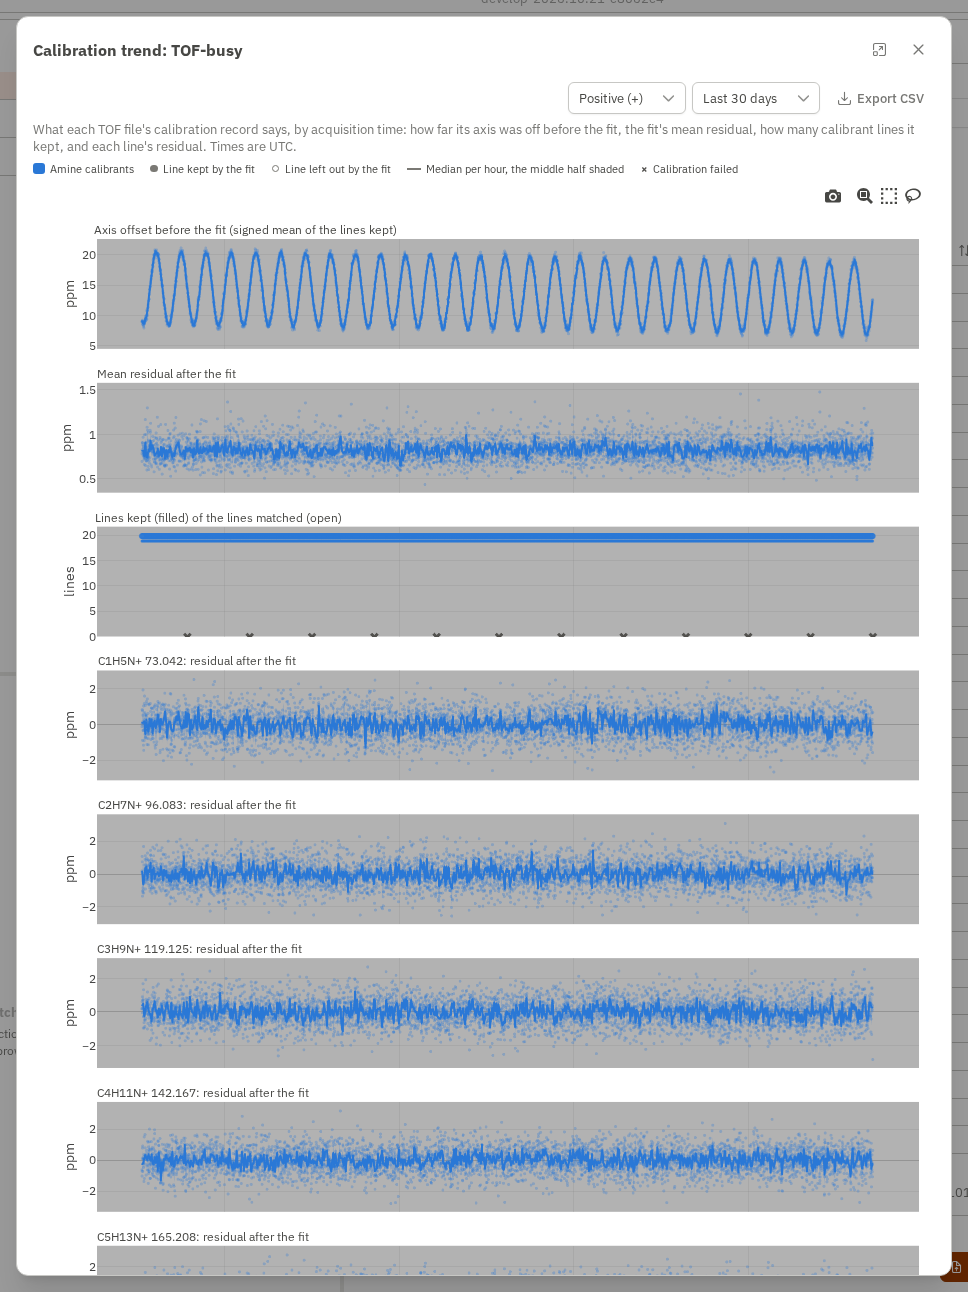 Calibration trend: TOF-busy
Positive (+)
Last 30 days
Export CSV
What each TOF file's calibration record says, by acquisition time: how far its axis was off before the fit, the fit's mean residual, how many calibrant lines it
kept, and each line's residual. Times are UTC.
Amine calibrants
Line kept by the fit
Line left out by the fit
Median per hour, the middle half shaded
Calibration failed
Axis offset before the fit (signed mean of the lines kept)
20
15
10
5
ppm
Mean residual after the fit
1.5
1
0.5
ppm
Lines kept (filled) of the lines matched (open)
20
15
10
5
0
lines
C1H5N+ 73.042: residual after the fit
2
0
−2
ppm
C2H7N+ 96.083: residual after the fit
2
0
−2
ppm
C3H9N+ 119.125: residual after the fit
2
0
−2
ppm
C4H11N+ 142.167: residual after the fit
2
0
−2
ppm
C5H13N+ 165.208: residual after the fit
2